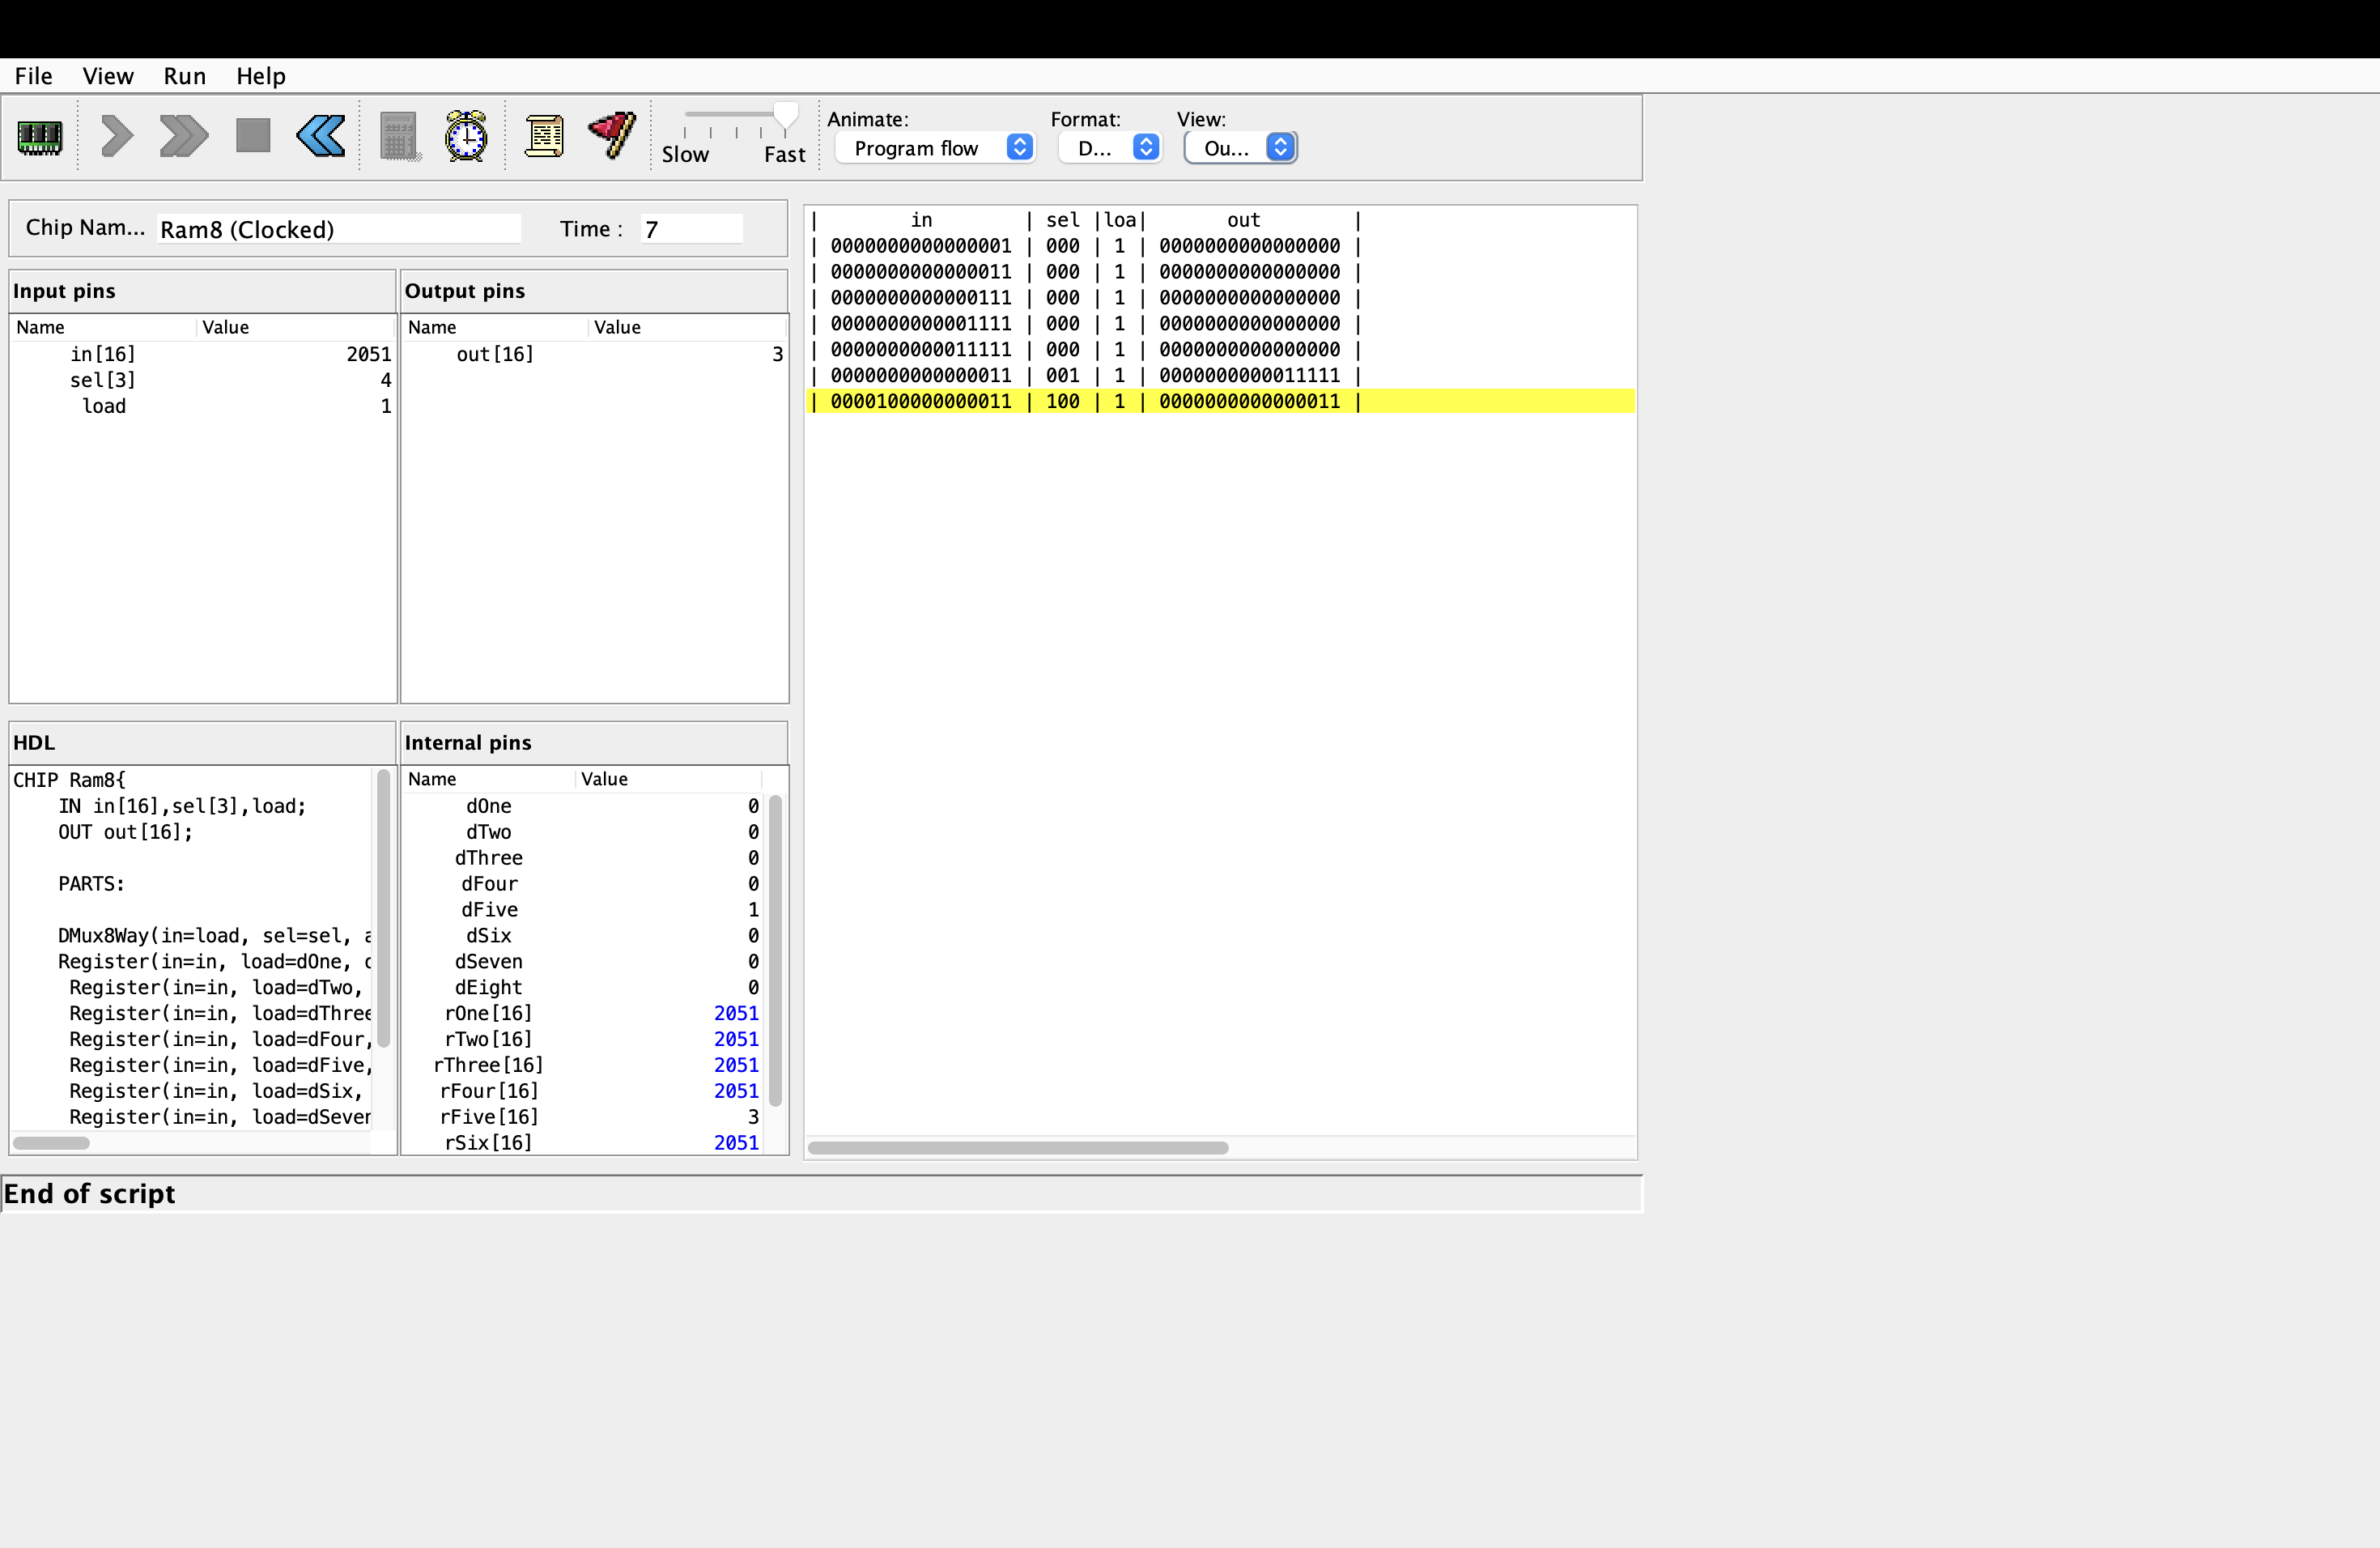 File View Run Help
Animate: Format: View:
Slow Fast Program flow D... Ou...
Chip Nam... Ram8 (Clocked) Time : 7
Input pins
Name Value
in[16] 2051
sel[3] 4
load 1
Output pins
Name Value
out[16] 3
HDL
CHIP Ram8{
IN in[16],sel[3],load;
OUT out[16];
PARTS:
DMux8Way(in=load, sel=sel,
Register(in=in, load=dOne,
Register(in=in, load=dTwo,
Register(in=in, load=dThree
Register(in=in, load=dFour,
Register(in=in, load=dFive,
Register(in=in, load=dSix,
Register(in=in, load=dSeven
Internal pins
Name Value
dOne 0
dTwo 0
dThree 0
dFour 0
dFive 1
dSix 0
dSeven 0
dEight 0
rOne[16] 2051
rTwo[16] 2051
rThree[16] 2051
rFour[16] 2051
rFive[16] 3
rSix[16] 2051
| in | sel |loa| out |
| 0000000000000001 | 000 | 1 | 0000000000000000 |
| 0000000000000011 | 000 | 1 | 0000000000000000 |
| 0000000000000111 | 000 | 1 | 0000000000000000 |
| 0000000000001111 | 000 | 1 | 0000000000000000 |
| 0000000000011111 | 000 | 1 | 0000000000000000 |
| 0000000000000011 | 001 | 1 | 0000000000011111 |
| 0000100000000011 | 100 | 1 | 0000000000000011 |
End of script